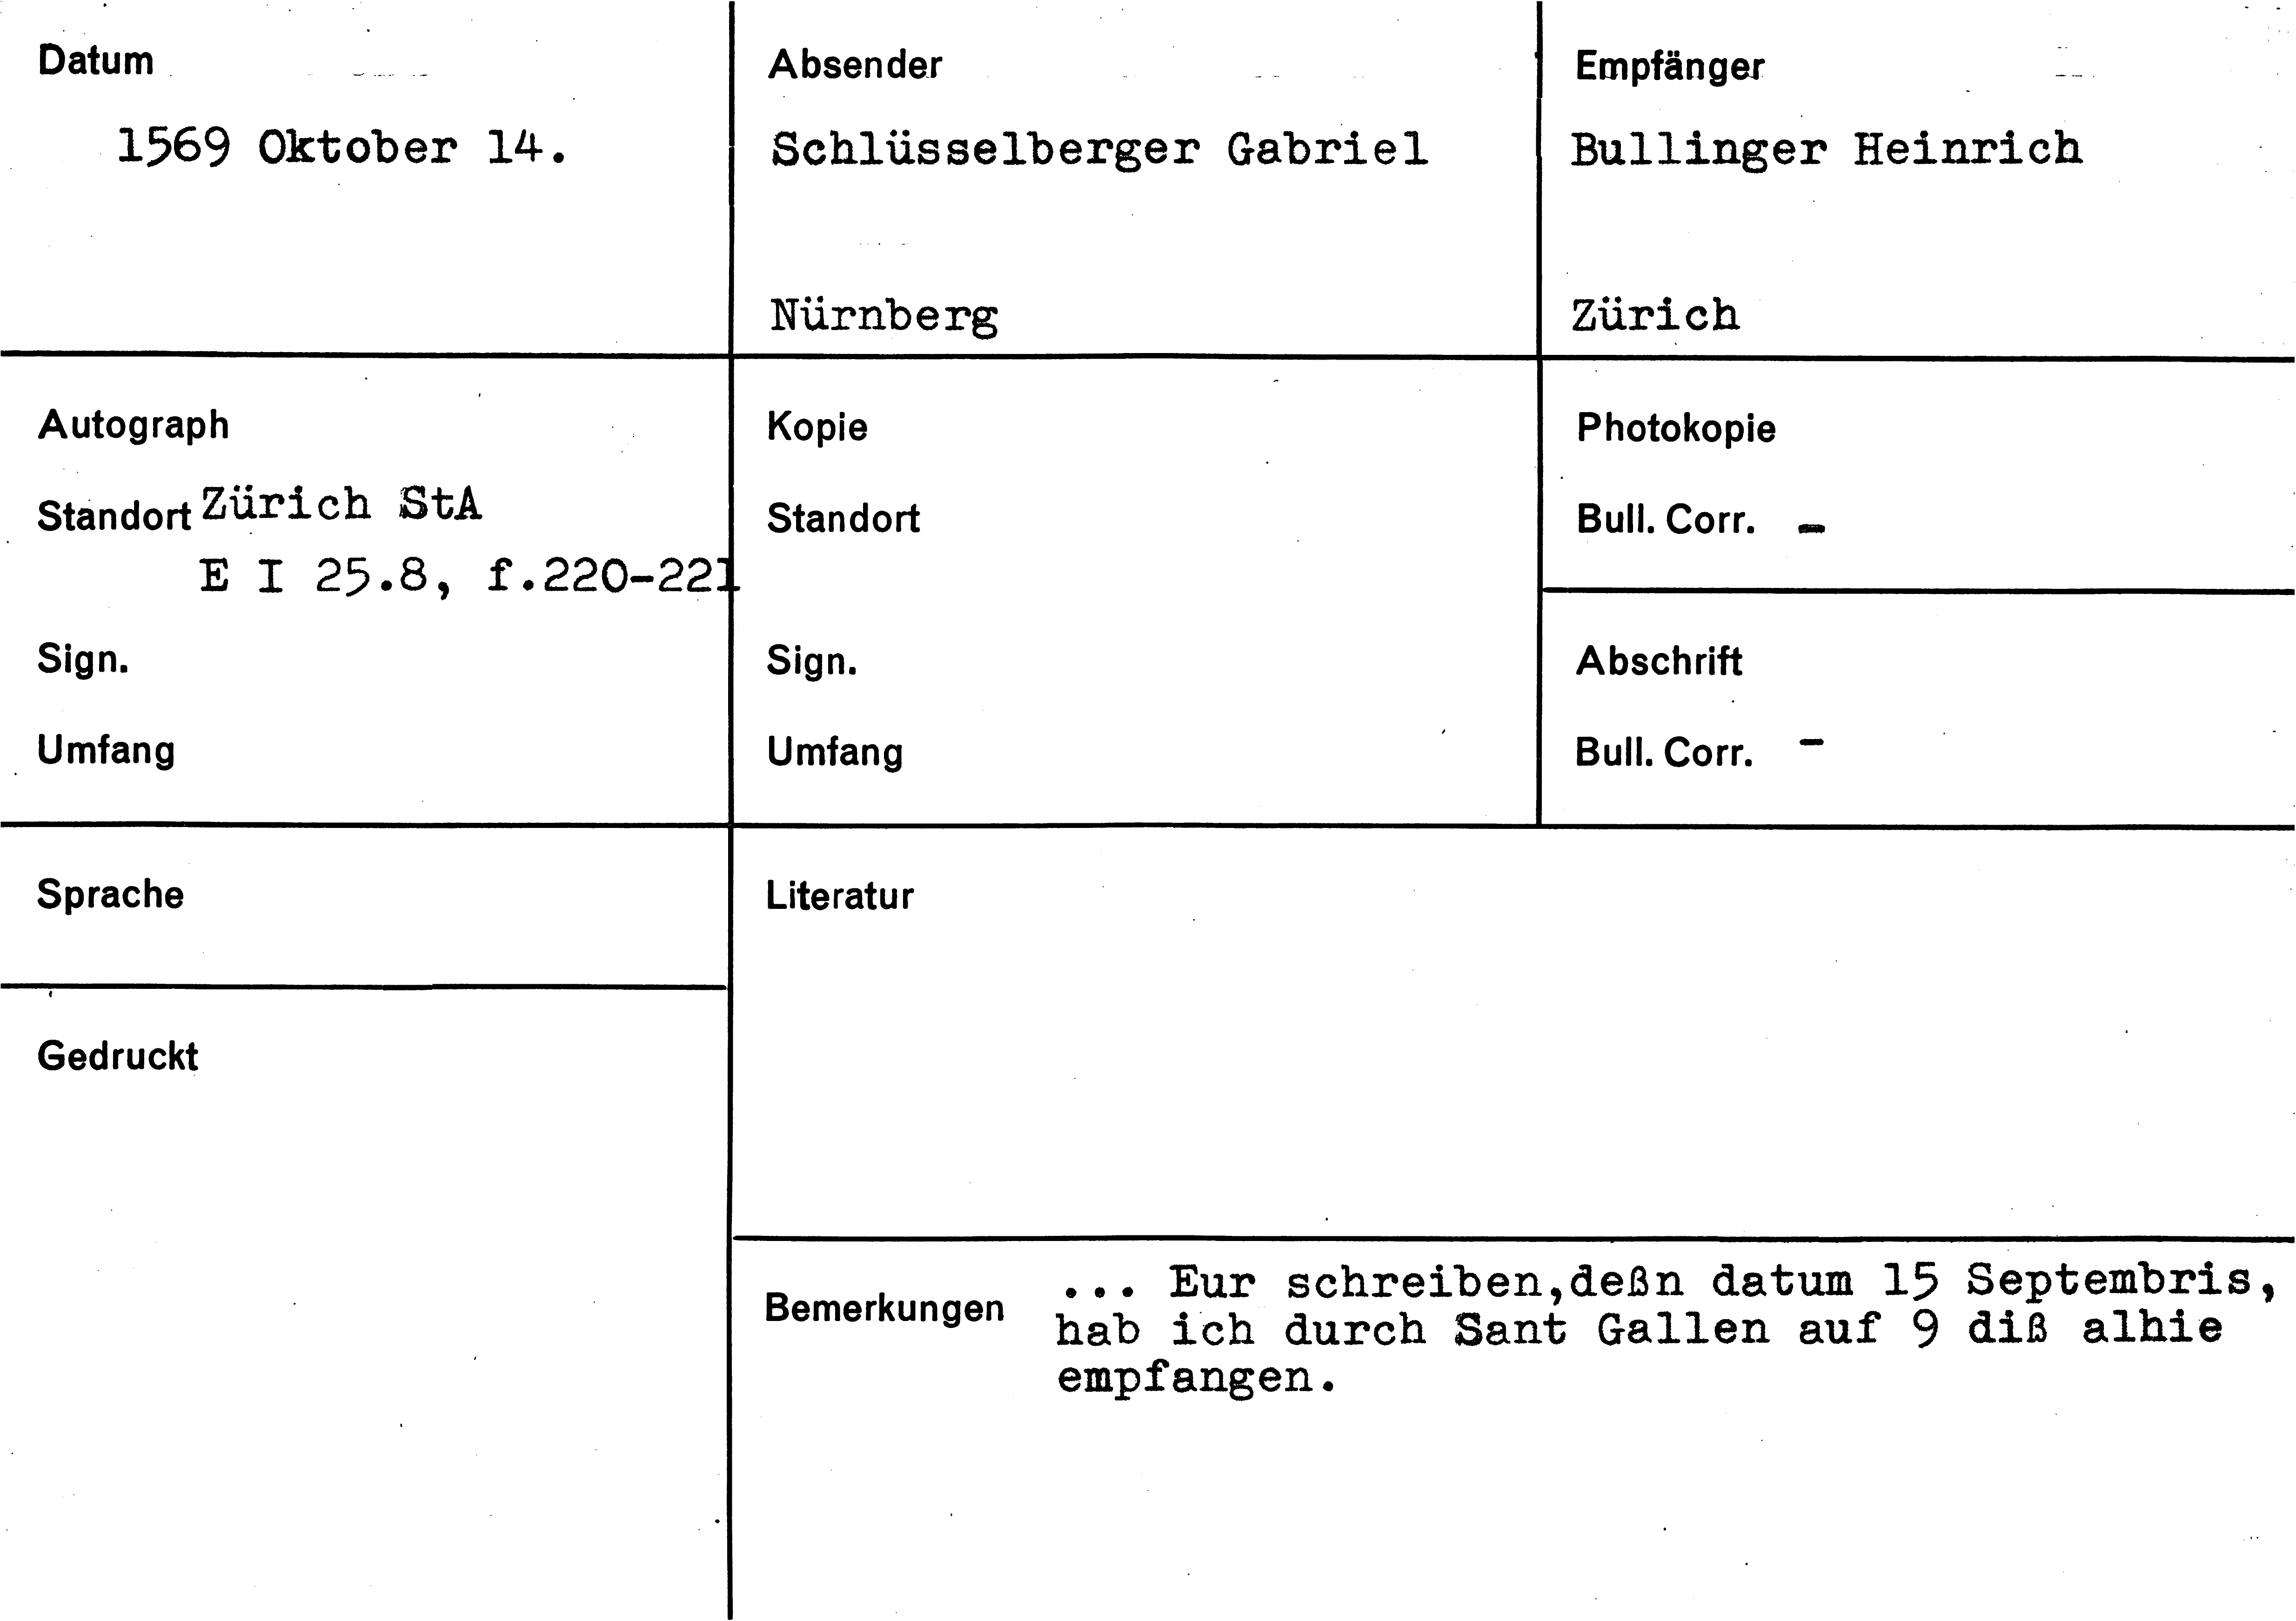 Datum
1569 Oktober 14.
Absender
Schlüsselberger Gabriel
Nürnberg
Empfänger
Bullinger Heinrich
Zürich
Autograph
Standort Zürich StA
E I 25.8, f.220-221
Sign.
Umfang
Kopie
Standort
Sign.
Umfang
Photokopie
Bull. Corr. -
Abschrift
Bull. Corr. -
Sprache
Gedruckt
Literatur
Bemerkungen ... Eur schreiben,deßn datum 15 Septembris,
hab ich durch Sant Gallen auf 9 diß alhie
empfangen.